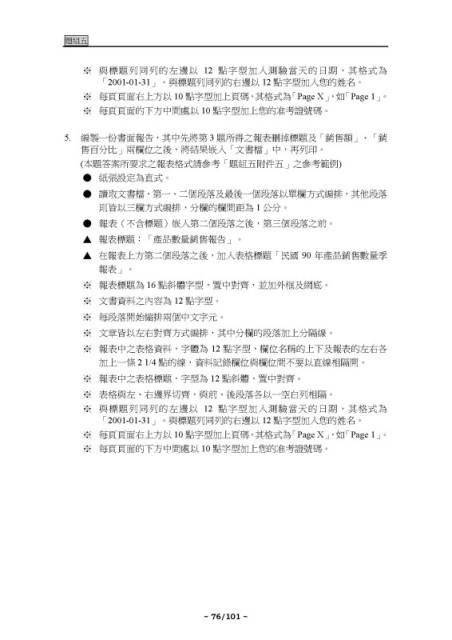 題組五
※ 與標題列同列的左邊以 12 點字型加入測驗當天的日期，其格式為
「2001-01-31」。與標題列同列的右邊以 12 點字型加入您的姓名。
※ 每頁頁面右上方以 10 點字型加上頁碼，其格式為「Page X」，如「Page 1」。
※ 每頁頁面的下方中間處以 10 點字型加上您的准考證號碼。
5. 編製一份書面報告，其中先將第 3 題所得之報表刪掉標題及「銷售額」、「銷
售百分比」兩欄位之後，將結果嵌入「文書檔」中，再列印。
(本題答案所要求之報表格式請參考「題組五附件五」之參考範例)
● 紙張設定為直式。
● 讀取文書檔，第一、二個段落及最後一個段落以單欄方式編排，其他段落
則皆以三欄方式編排，分欄的欄間距為 1 公分。
● 報表（不含標題）嵌入第二個段落之後，第三個段落之前。
▲ 報表標題：「產品數量銷售報告」。
▲ 在報表上方第二個段落之後，加入表格標題「民國 90 年產品銷售數量季
報表」。
※ 報表標題為 16 點斜體字型，置中對齊，並加外框及網底。
※ 文書資料之內容為 12 點字型。
※ 每段落開始縮排兩個中文字元。
※ 文章皆以左右對齊方式編排，其中分欄的段落加上分隔線。
※ 報表中之表格資料，字體為 12 點字型，欄位名稱的上下及報表的左右各
加上一條 2 1/4 點的線，資料記錄欄位與欄位間不要以直線相隔開。
※ 報表中之表格標題，字型為 12 點斜體，置中對齊。
※ 表格與左、右邊界切齊，與前、後段落各以一空白列相隔。
※ 與標題列同列的左邊以 12 點字型加入測驗當天的日期，其格式為
「2001-01-31」。與標題列同列的右邊以 12 點字型加入您的姓名。
※ 每頁頁面右上方以 10 點字型加上頁碼，其格式為「Page X」，如「Page 1」。
※ 每頁頁面的下方中間處以 10 點字型加上您的准考證號碼。
~ 76/101 ~